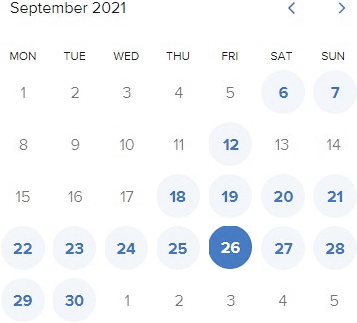 September 2021
MON TUE WED THU FRI SAT SUN
1 2 3 4 5 6 7
8 9 10 11 12 13 14
15 16 17 18 19 20 21
22 23 24 25 26 27 28
29 30 1 2 3 4 5